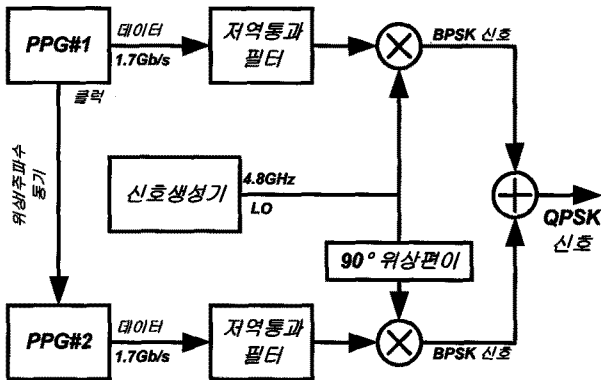 PPG#1
데이터
1.7Gb/s
저역통과
필터
BPSK 신호
클럭
위상/주파수
동기
신호생성기
4.8GHz
LO
QPSK
신호
90° 위상편이
PPG#2
데이터
1.7Gb/s
저역통과
필터
BPSK 신호